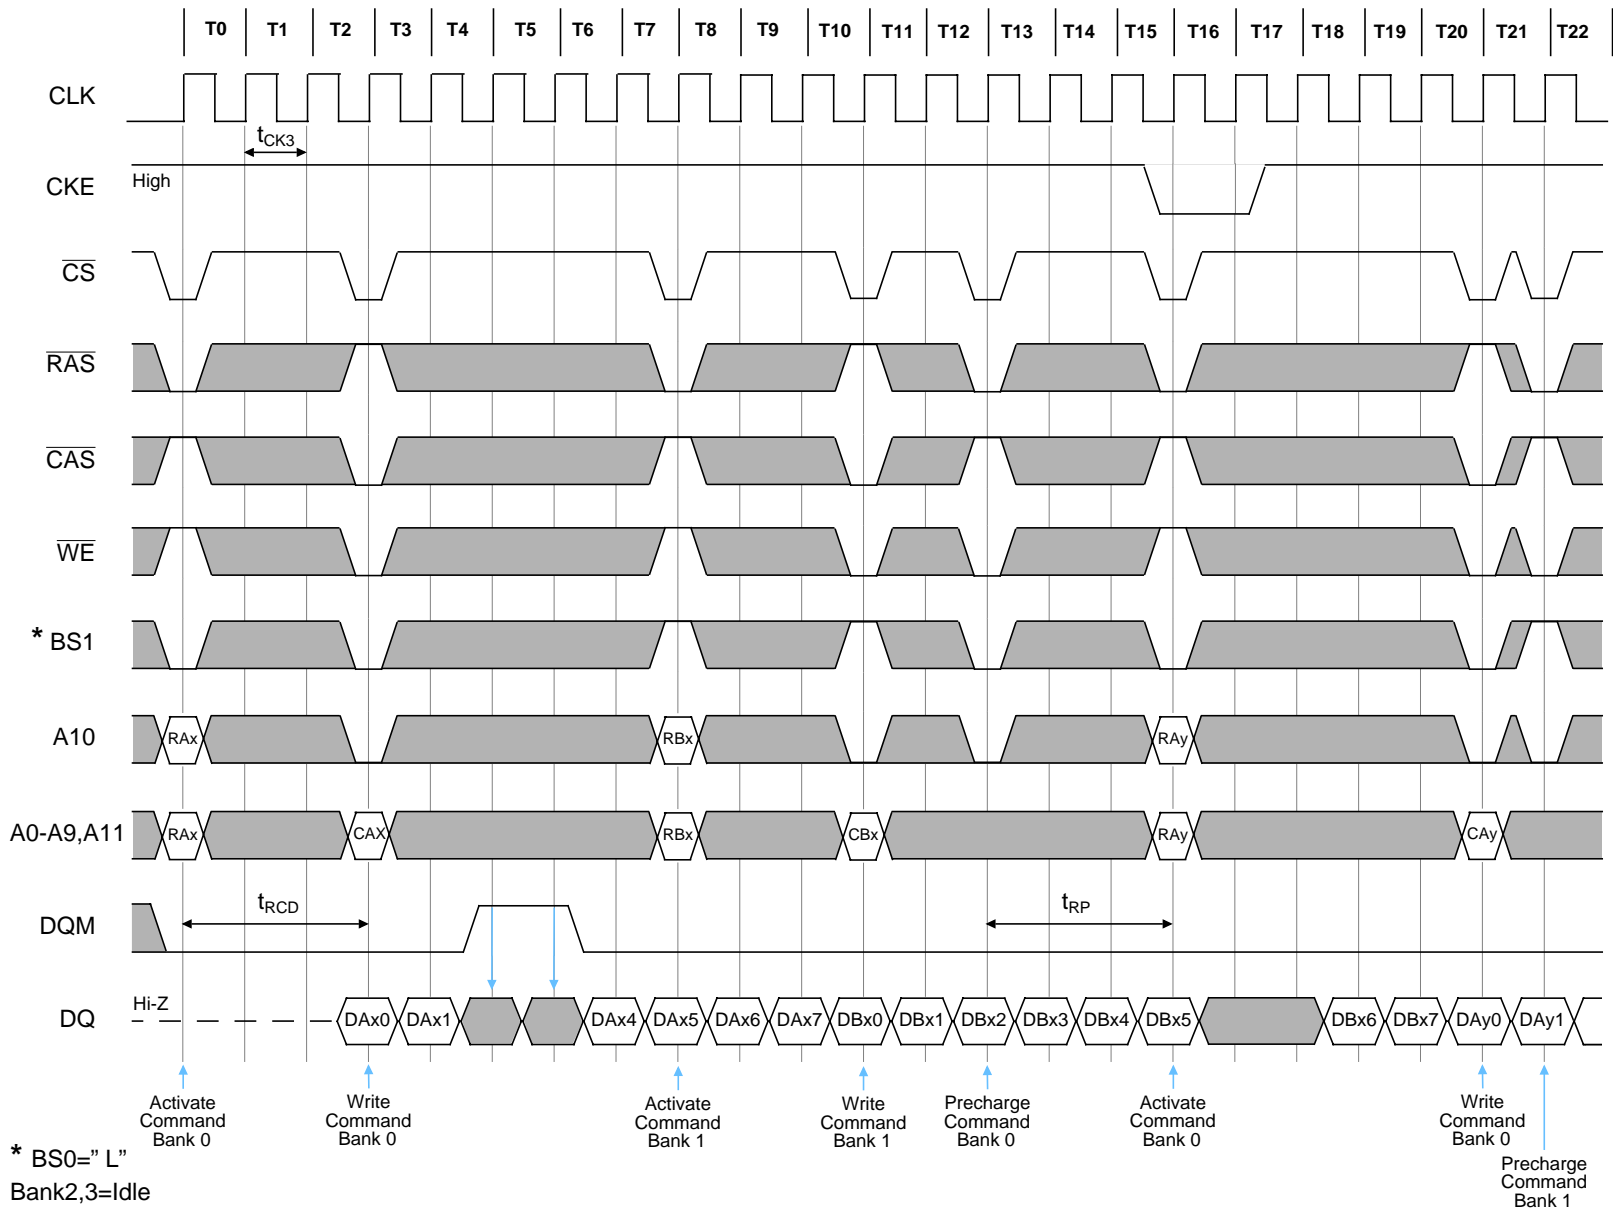 T0 T1 T2 T3 T4 T5 T6 T7 T8 T9 T10 T11 T12 T13 T14 T15 T16 T17 T18 T19 T20 T21 T22
CLK
tCK3
CKE
High
CS
RAS
CAS
WE
* BS1
A10
RAx RBx RAy
A0-A9,A11
RAx CAX RBx CBx RAy CAy
DQM
tRCD tRP
DQ
Hi-Z
DAx0 DAx1 DAx4 DAx5 DAx6 DAx7 DBx0 DBx1 DBx2 DBx3 DBx4 DBx5 DBx6 DBx7 DAy0 DAy1
Activate
Command
Bank 0
Write
Command
Bank 0
Activate
Command
Bank 1
Write
Command
Bank 1
Precharge
Command
Bank 0
Activate
Command
Bank 0
Write
Command
Bank 0
Precharge
Command
Bank 1
* BS0=” L”
Bank2,3=Idle